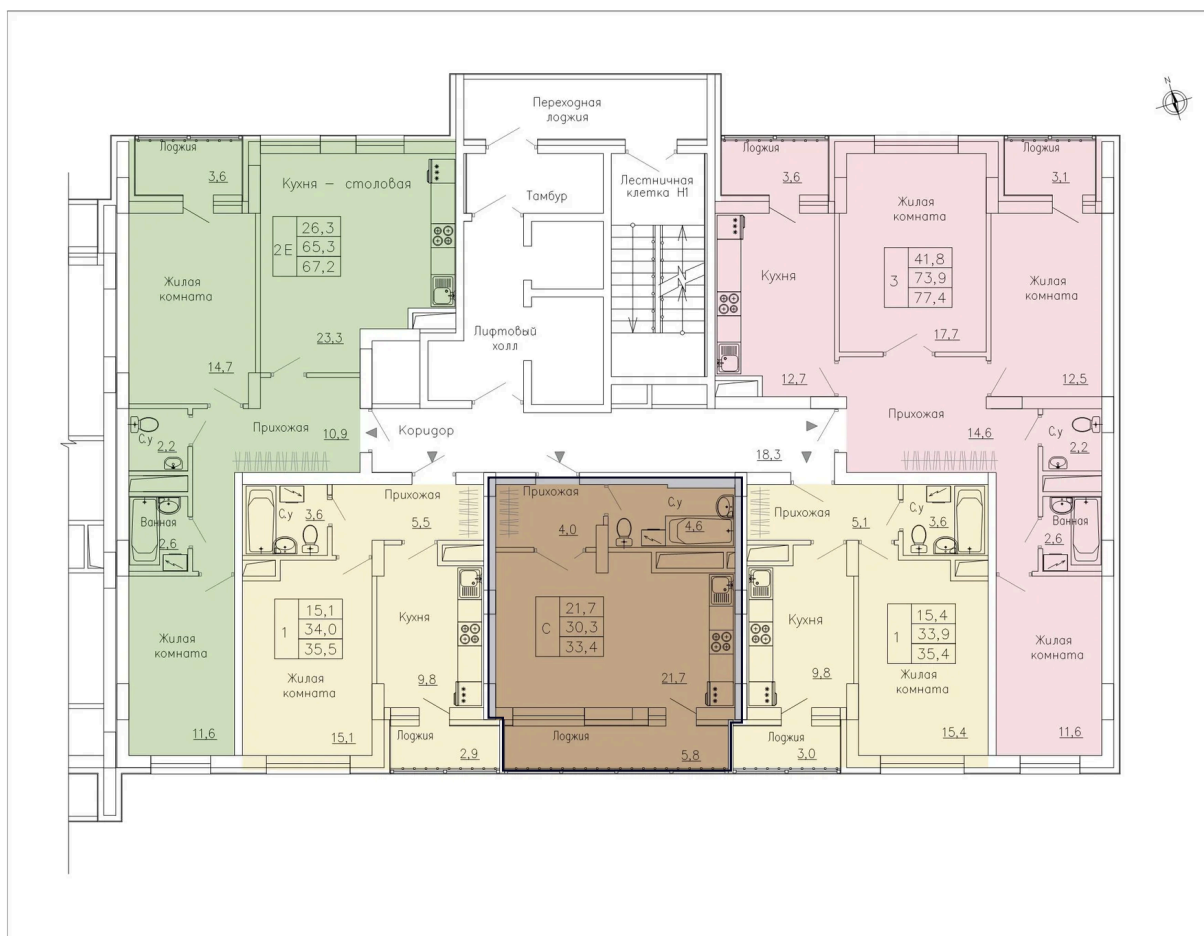 N
Переходная
лоджия
Лоджия
3,6
Кухня – столовая
26,3
2Е
65,3
67,2
Жилая
комната
23,3
14,7
Тамбур
Лестничная
клетка Н1
Лифтовый
холл
Лоджия
3,6
Жилая
комната
Лоджия
3,1
Кухня
41,8
3
73,9
77,4
Жилая
комната
17,7
12,7
12,5
Прихожая
10,9
С.у
2,2
Коридор
18,3
Прихожая
14,6
С.у
2,2
Ванная
2,6
С.у
3,6
Прихожая
5,5
Прихожая
4,0
4,6
С.у
Прихожая
5,1
С.у
3,6
Ванная
2,6
Жилая
комната
11,6
15,1
1
34,0
35,5
Жилая
комната
15,1
Кухня
9,8
Лоджия
2,9
21,7
С
30,3
33,4
21,7
Лоджия
5,8
Кухня
9,8
Лоджия
3,0
15,4
1
33,9
35,4
Жилая
комната
15,4
Жилая
комната
11,6